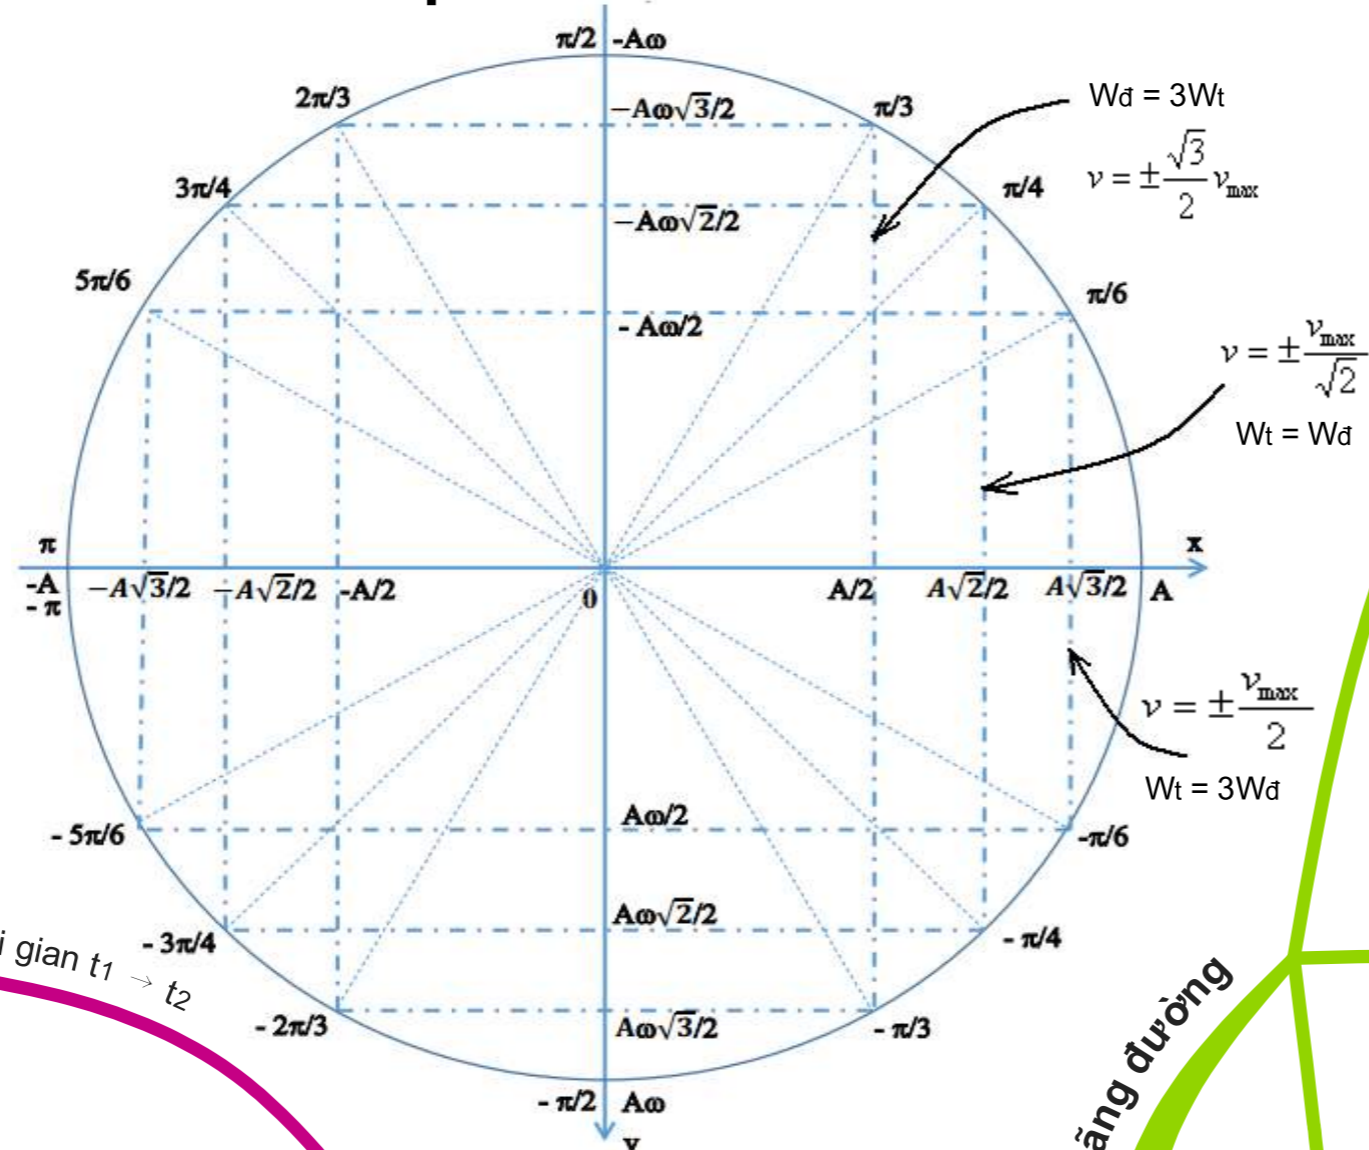 π/2 -Aω
2π/3
−Aω√3/2
π/3
Wđ = 3Wt
v = ±√3/2 vmax
3π/4
−Aω√2/2
π/4
5π/6
- Aω/2
π/6
v = ±vmax/√2
Wt = Wđ
π
x
-A −A√3/2 −A√2/2 -A/2 0 A/2 A√2/2 A√3/2 A
- π
v = ±vmax/2
Wt = 3Wđ
- 5π/6
Aω/2
-π/6
- 3π/4
Aω√2/2
- π/4
gian t1 → t2
- 2π/3
Aω√3/2
- π/3
- π/2 Aω
v
đường